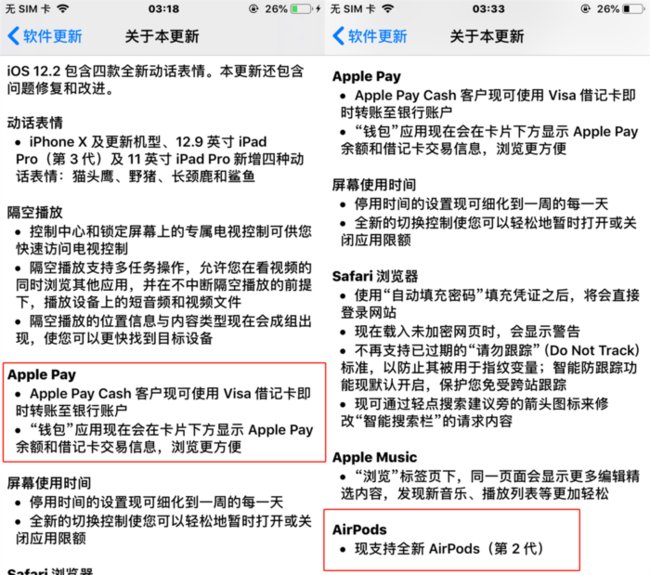 无 SIM 卡
03:18
26%
软件更新
关于本更新
iOS 12.2 包含四款全新动话表情。本更新还包含
问题修复和改进。
动话表情
• iPhone X 及更新机型、12.9 英寸 iPad
Pro（第 3 代）及 11 英寸 iPad Pro 新增四种动
话表情：猫头鹰、野猪、长颈鹿和鲨鱼
隔空播放
• 控制中心和锁定屏幕上的专属电视控制可供您
快速访问电视控制
• 隔空播放支持多任务操作，允许您在看视频的
同时浏览其他应用，并在不中断隔空播放的前提
下，播放设备上的短音频和视频文件
• 隔空播放的位置信息与内容类型现在会成组出
现，使您可以更快找到目标设备
Apple Pay
• Apple Pay Cash 客户现可使用 Visa 借记卡即
时转账至银行账户
• “钱包”应用现在会在卡片下方显示 Apple Pay
余额和借记卡交易信息，浏览更方便
屏幕使用时间
• 停用时间的设置现可细化到一周的每一天
• 全新的切换控制使您可以轻松地暂时打开或关
闭应用限额
Safari 浏览器
无 SIM 卡
03:33
26%
软件更新
关于本更新
Apple Pay
• Apple Pay Cash 客户现可使用 Visa 借记卡即
时转账至银行账户
• “钱包”应用现在会在卡片下方显示 Apple Pay
余额和借记卡交易信息，浏览更方便
屏幕使用时间
• 停用时间的设置现可细化到一周的每一天
• 全新的切换控制使您可以轻松地暂时打开或关
闭应用限额
Safari 浏览器
• 使用“自动填充密码”填充凭证之后，将会直接
登录网站
• 现在载入未加密网页时，会显示警告
• 不再支持已过期的“请勿跟踪”（Do Not Track）
标准，以防止其被用于指纹变量；智能防跟踪功
能现默认开启，保护您免受跨站跟踪
• 现可通过轻点搜索建议旁的箭头图标来修
改“智能搜索栏”的请求内容
Apple Music
• “浏览”标签页下，同一页面会显示更多编辑精
选内容，发现新音乐、播放列表等更加轻松
AirPods
• 现支持全新 AirPods（第 2 代）